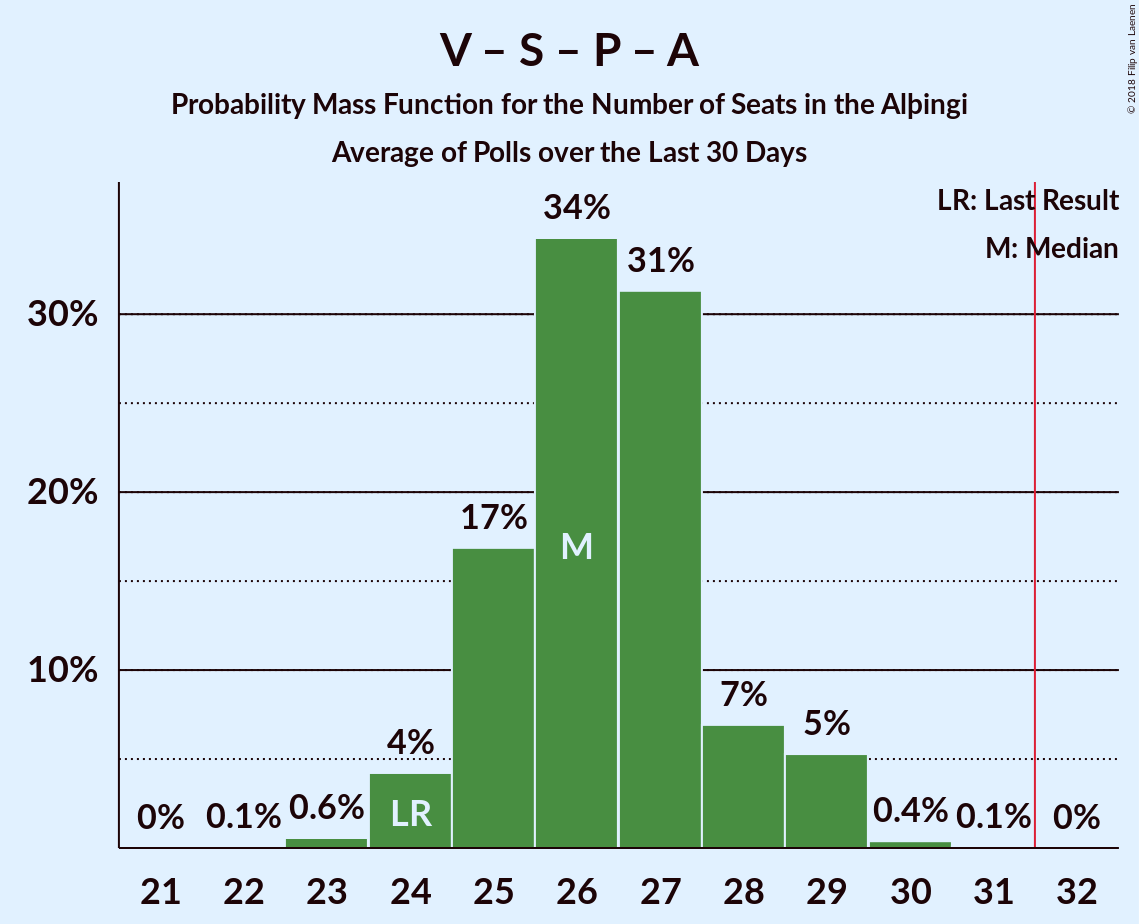 V – S – P – A
Probability Mass Function for the Number of Seats in the Alþingi
Average of Polls over the Last 30 Days
© 2018 Filip van Laenen
LR: Last Result
M: Median
34%
31%
30%
20%
17%
M
10%
7%
5%
4%
LR
0% 0.1% 0.6% 0.4% 0.1% 0%
21 22 23 24 25 26 27 28 29 30 31 32